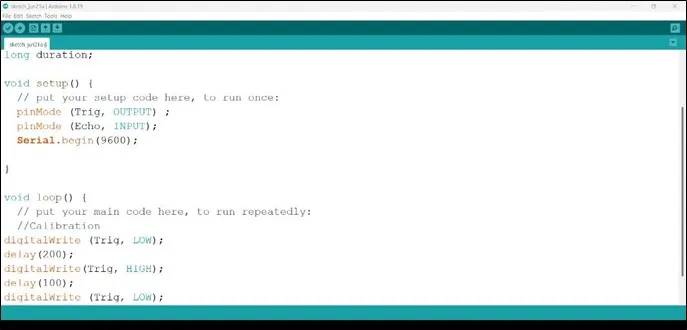 sketch_jun21a | Arduino 1.8.19
File Edit Sketch Tools Help
sketch_jun21a §
long duration;
void setup() {
// put your setup code here, to run once:
pinMode (Trig, OUTPUT) ;
pinMode (Echo, INPUT);
Serial.begin(9600);
}
void loop() {
// put your main code here, to run repeatedly:
//Calibration
digitalWrite (Trig, LOW);
delay(200);
digitalWrite(Trig, HIGH);
delay(100);
digitalWrite (Trig, LOW);